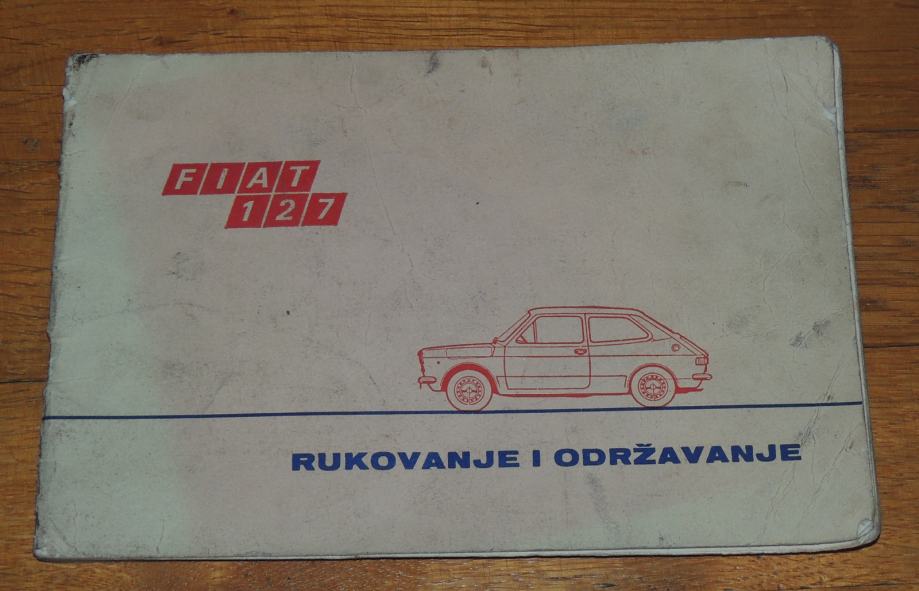 FIAT
127
RUKOVANJE I ODRŽAVANJE